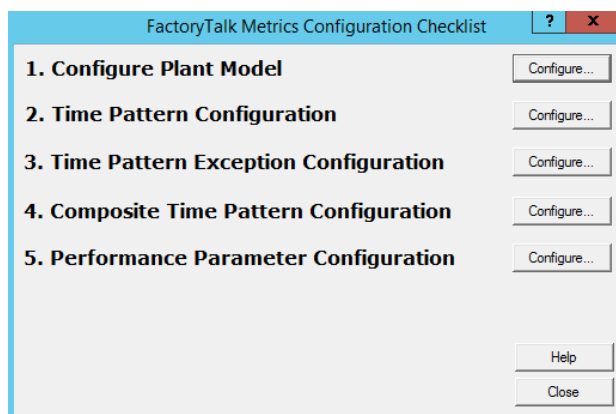 FactoryTalk Metrics Configuration Checklist ? x
1. Configure Plant Model Configure...
2. Time Pattern Configuration Configure...
3. Time Pattern Exception Configuration Configure...
4. Composite Time Pattern Configuration Configure...
5. Performance Parameter Configuration Configure...
Help
Close